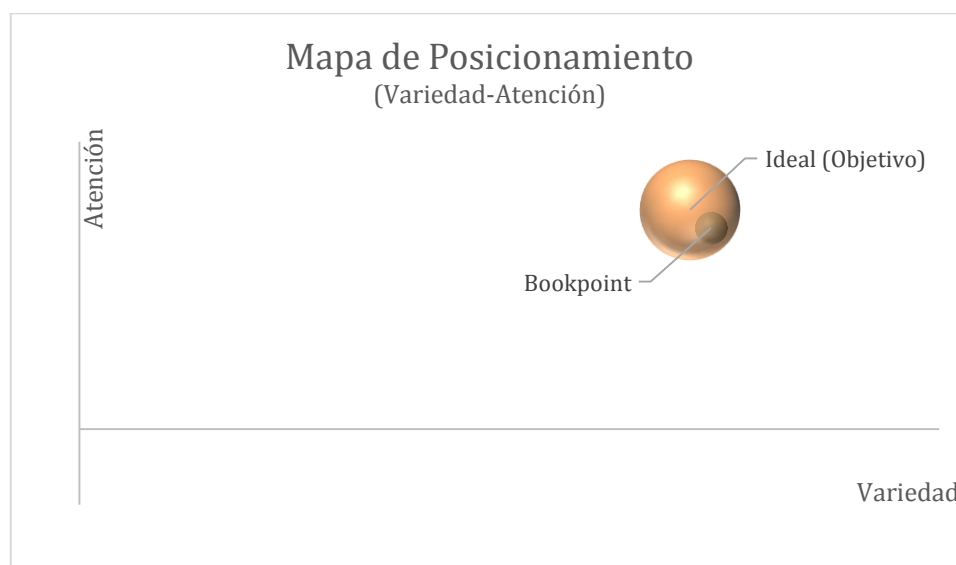 Mapa de Posicionamiento
(Variedad-Atención)
Atención
Ideal (Objetivo)
Bookpoint
Variedad